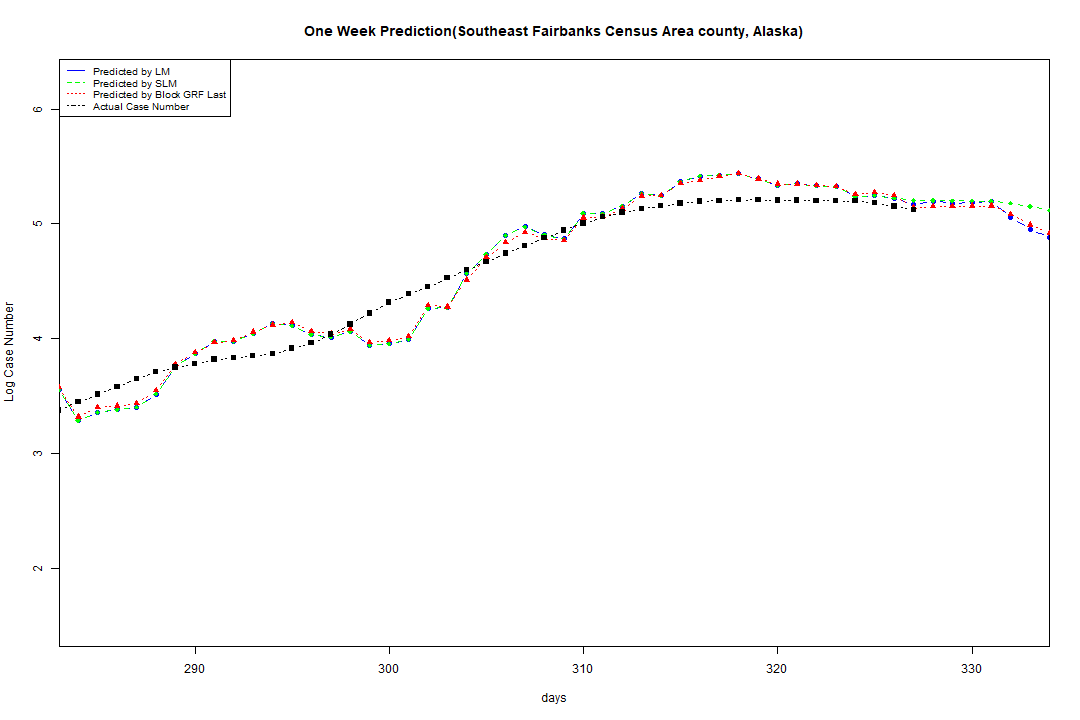 One Week Prediction(Southeast Fairbanks Census Area county, Alaska)
Predicted by LM
Predicted by SLM
Predicted by Block GRF Last
Actual Case Number
6
5
4
3
2
Log Case Number
290 300 310 320 330
days